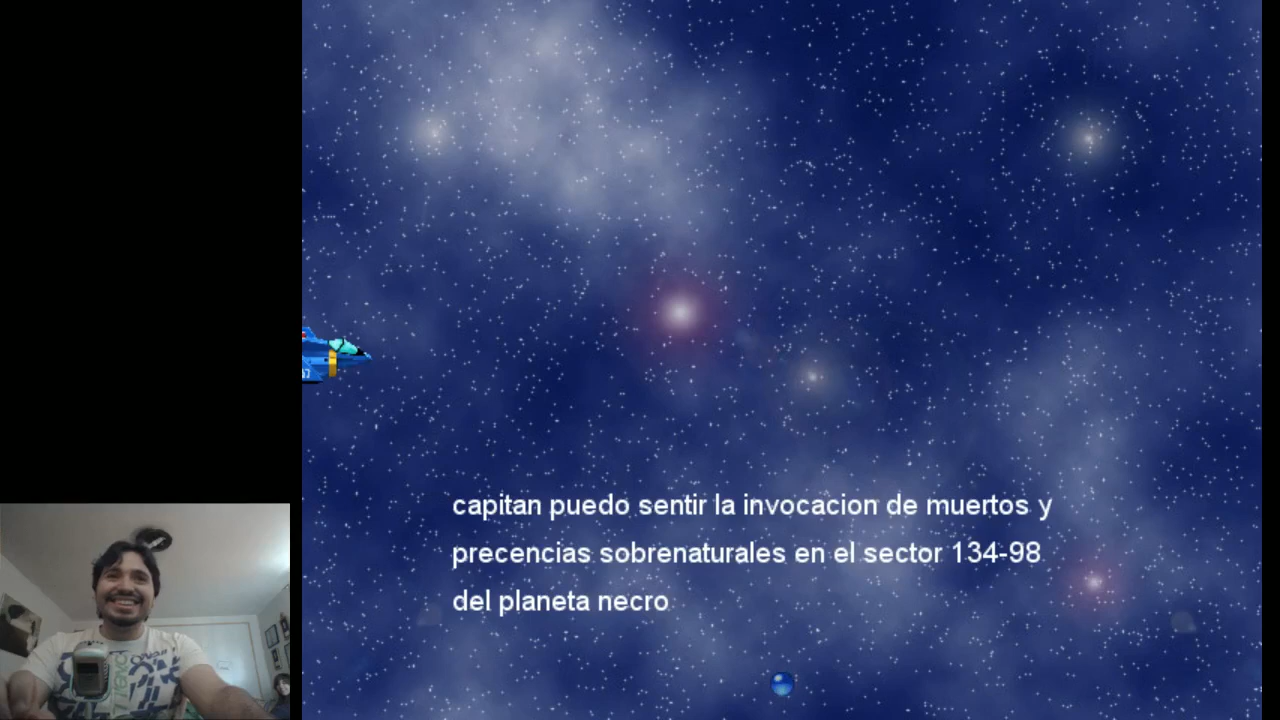 capitan puedo sentir la invocacion de muertos y
precencias sobrenaturales en el sector 134-98
del planeta necro